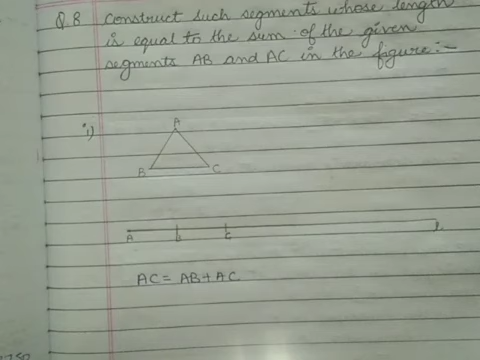 Q.8 Construct such segments whose length
is equal to the sum of the given
segments AB and AC in the figure:-
i)
A
B C
A C
AC = AB + AC